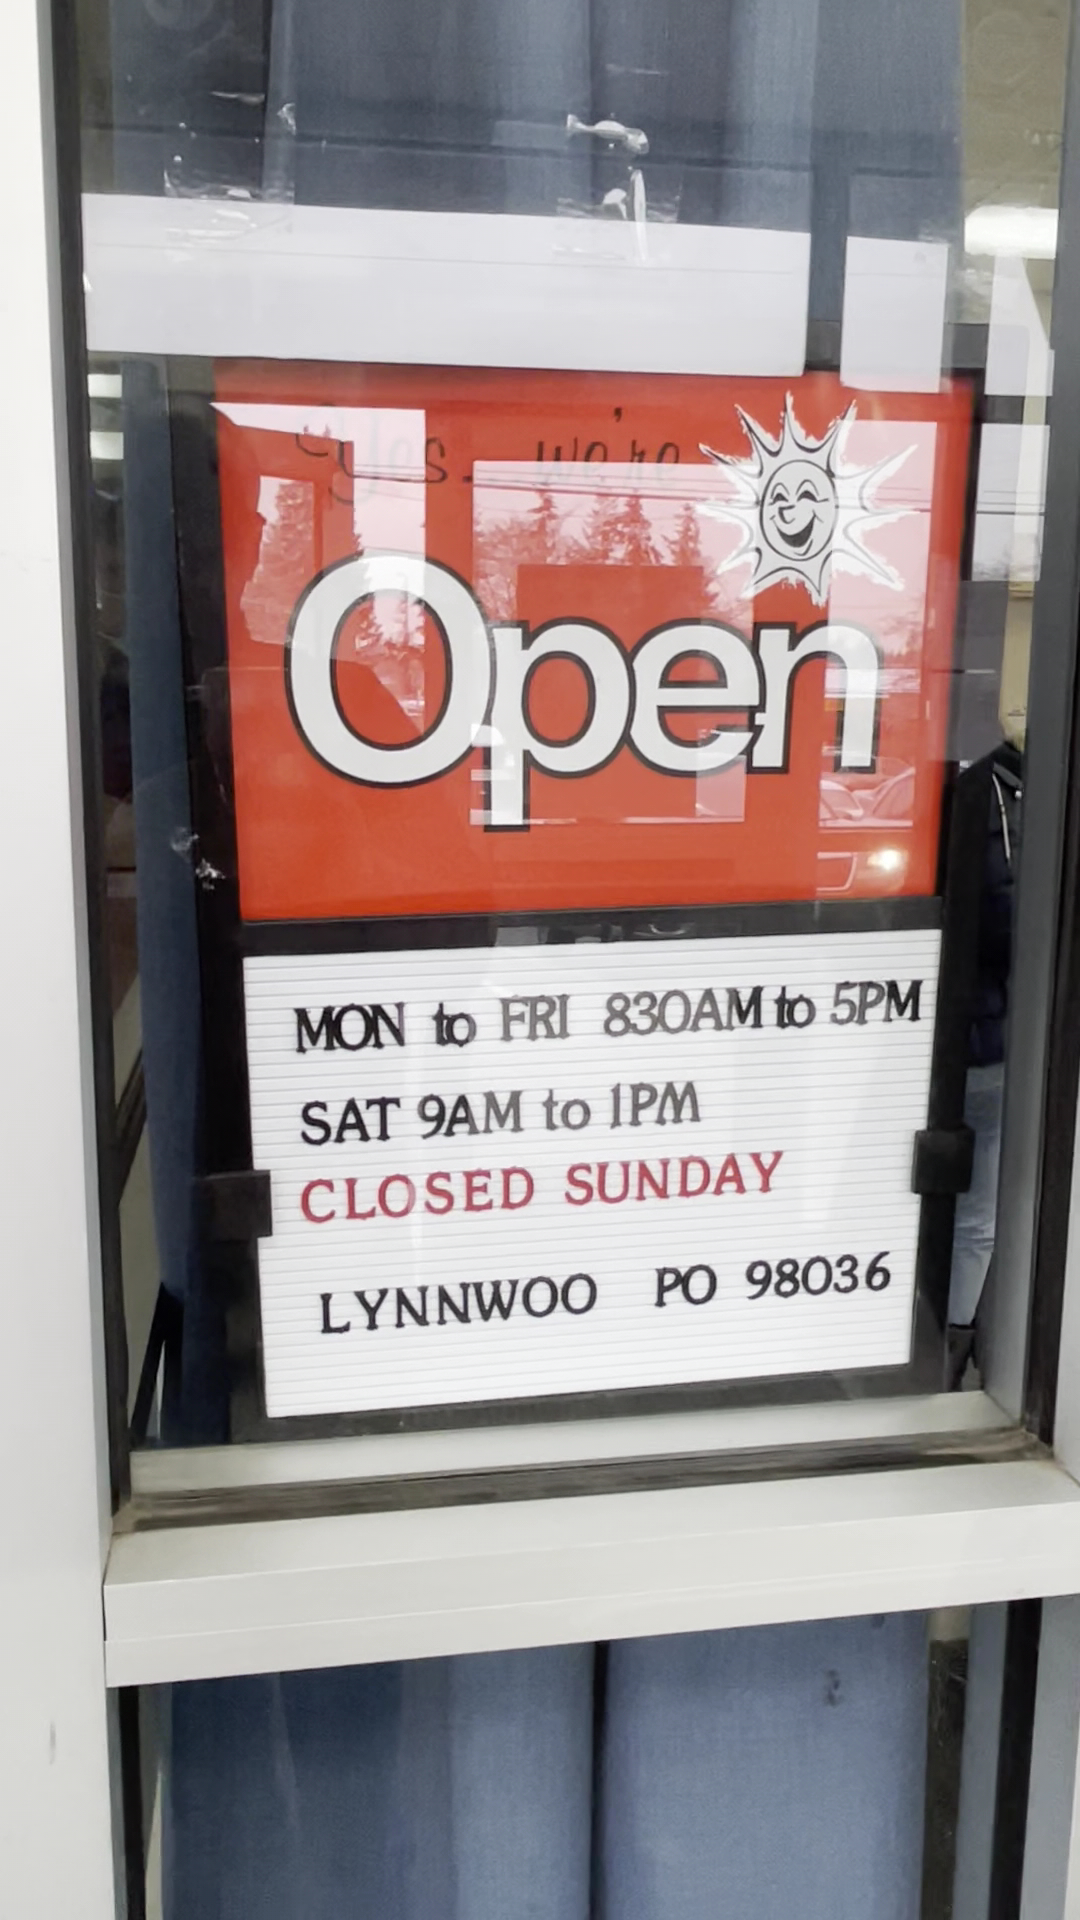 Yes... we're
Open
MON to FRI 830AM to 5PM
SAT 9AM to 1PM
CLOSED SUNDAY
LYNNWOO PO 98036